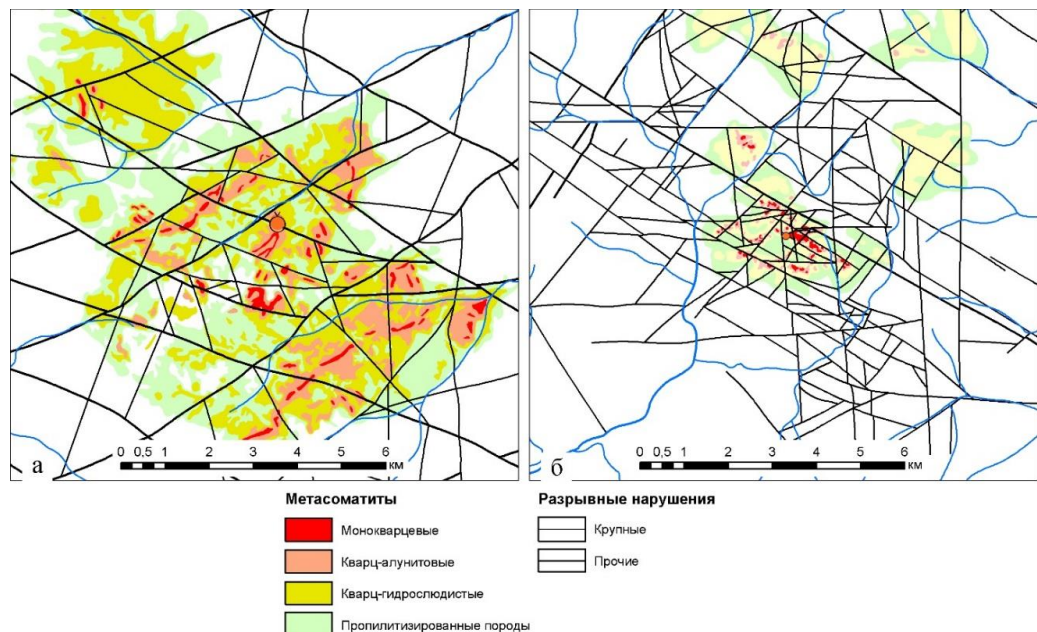 а
0 0,5 1 2 3 4 5 6
км
б
0 0,5 1 2 3 4 5 6
км
Метасоматиты
Монокварцевые
Кварц-алунитовые
Кварц-гидрослюдистые
Пропилитизированные породы
Разрывные нарушения
Крупные
Прочие